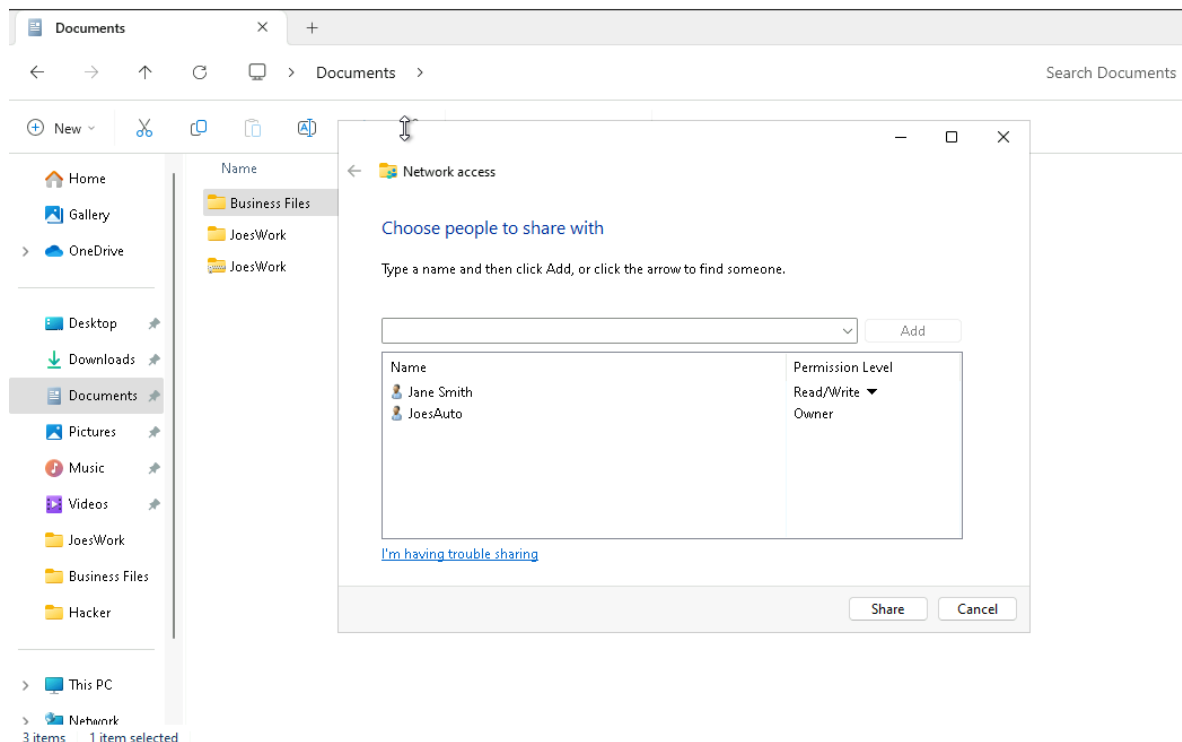 Documents
Documents
Search Documents
New
Home
Gallery
OneDrive
Desktop
Downloads
Documents
Pictures
Music
Videos
JoesWork
Business Files
Hacker
This PC
Network
Name
Business Files
JoesWork
JoesWork
Network access
Choose people to share with
Type a name and then click Add, or click the arrow to find someone.
Add
Name Permission Level
Jane Smith Read/Write
JoesAuto Owner
I'm having trouble sharing
Share Cancel
3 items 1 item selected